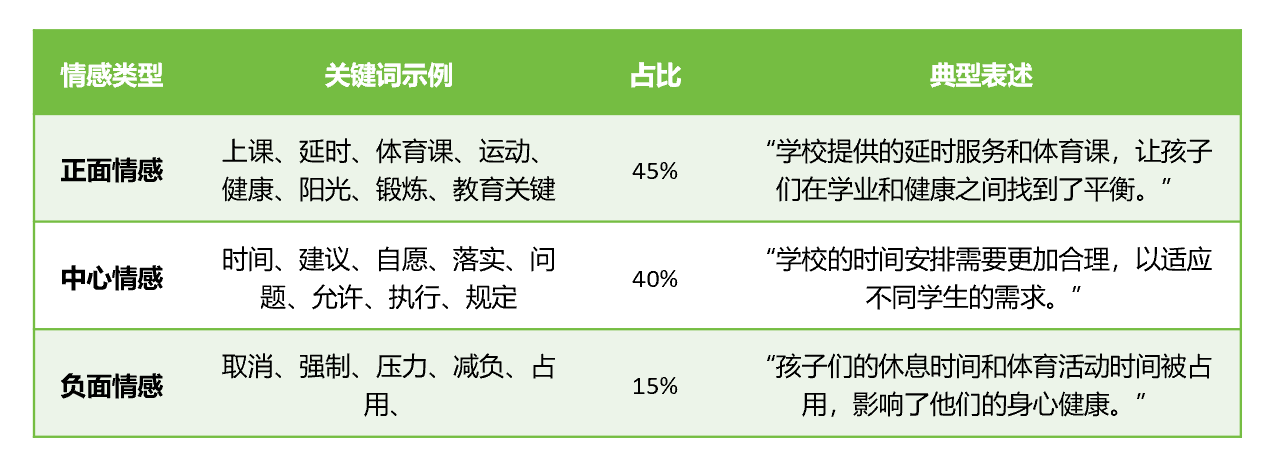 情感类型 关键词示例 占比 典型表述
正面情感
上课、延时、体育课、运动、
健康、阳光、锻炼、教育关键
45%
“学校提供的延时服务和体育课，让孩子
们在学业和健康之间找到了平衡。”
中心情感
时间、建议、自愿、落实、问
题、允许、执行、规定
40%
“学校的时间安排需要更加合理，以适应
不同学生的需求。”
负面情感
取消、强制、压力、减负、占
用、
15%
“孩子们的休息时间和体育活动时间被占
用，影响了他们的身心健康。”